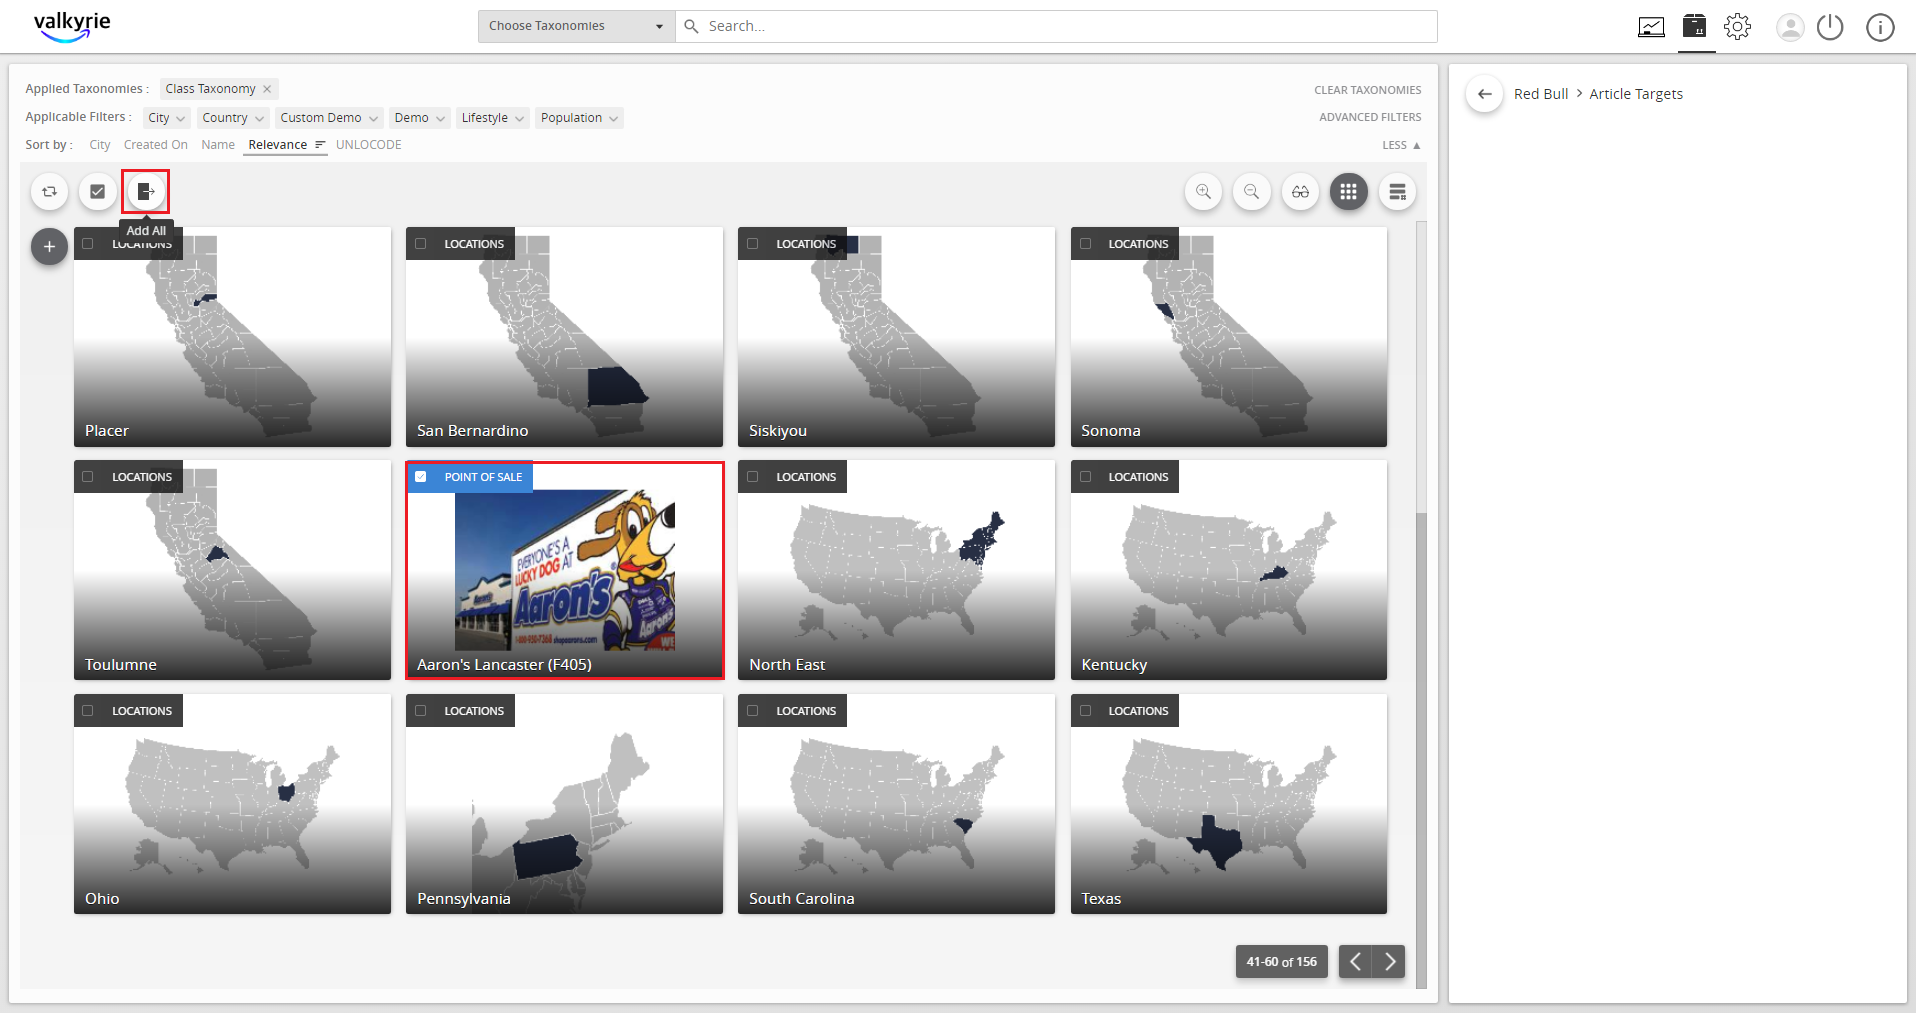 valkyrie
Choose Taxonomies
Search...
Applied Taxonomies :
Class Taxonomy ×
CLEAR TAXONOMIES
Applicable Filters :
City
Country
Custom Demo
Demo
Lifestyle
Population
ADVANCED FILTERS
Sort by :
City
Created On
Name
Relevance
UNLOCODE
LESS ▲
Red Bull > Article Targets
Add All
LOCATIONS
Placer
LOCATIONS
San Bernardino
LOCATIONS
Siskiyou
LOCATIONS
Sonoma
LOCATIONS
Toulumne
POINT OF SALE
EVERYONE'S A
LUCKY DOG AT
Aaron's
shopaarons.com
Aaron's Lancaster (F405)
LOCATIONS
North East
LOCATIONS
Kentucky
LOCATIONS
Ohio
LOCATIONS
Pennsylvania
LOCATIONS
South Carolina
LOCATIONS
Texas
41-60 of 156